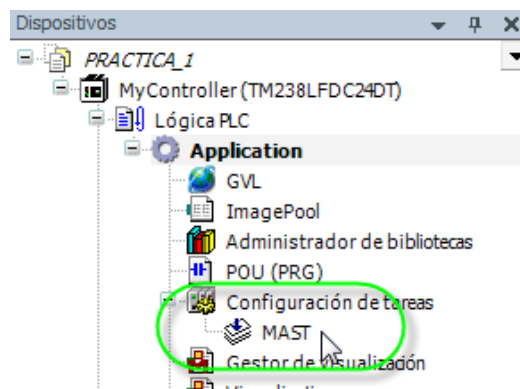 Dispositivos
PRACTICA_1
MyController (TM238LFDC24DT)
Lógica PLC
Application
GVL
ImagePool
Administrador de bibliotecas
POU (PRG)
Configuración de tareas
MAST
Gestor de visualización